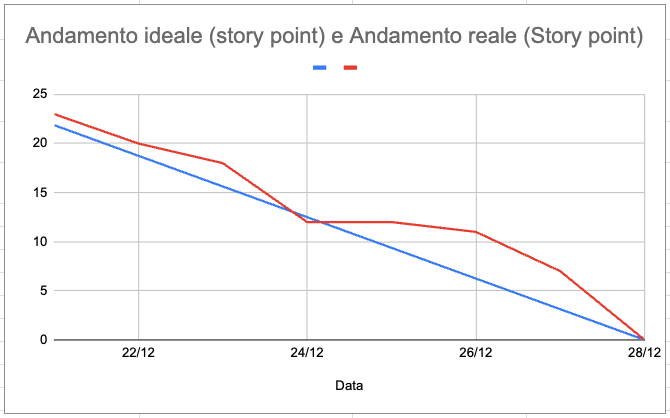 Andamento ideale (story point) e Andamento reale (Story point)
25
20
15
10
5
0
22/12 24/12 26/12 28/12
Data